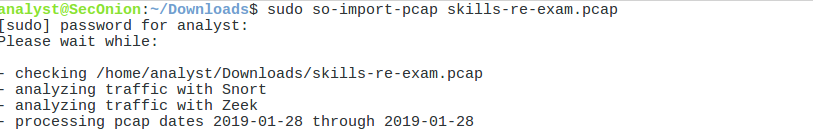 analyst@SecOnion:~/Downloads$ sudo so-import-pcap skills-re-exam.pcap
[sudo] password for analyst:
Please wait while:
- checking /home/analyst/Downloads/skills-re-exam.pcap
- analyzing traffic with Snort
- analyzing traffic with Zeek
- processing pcap dates 2019-01-28 through 2019-01-28